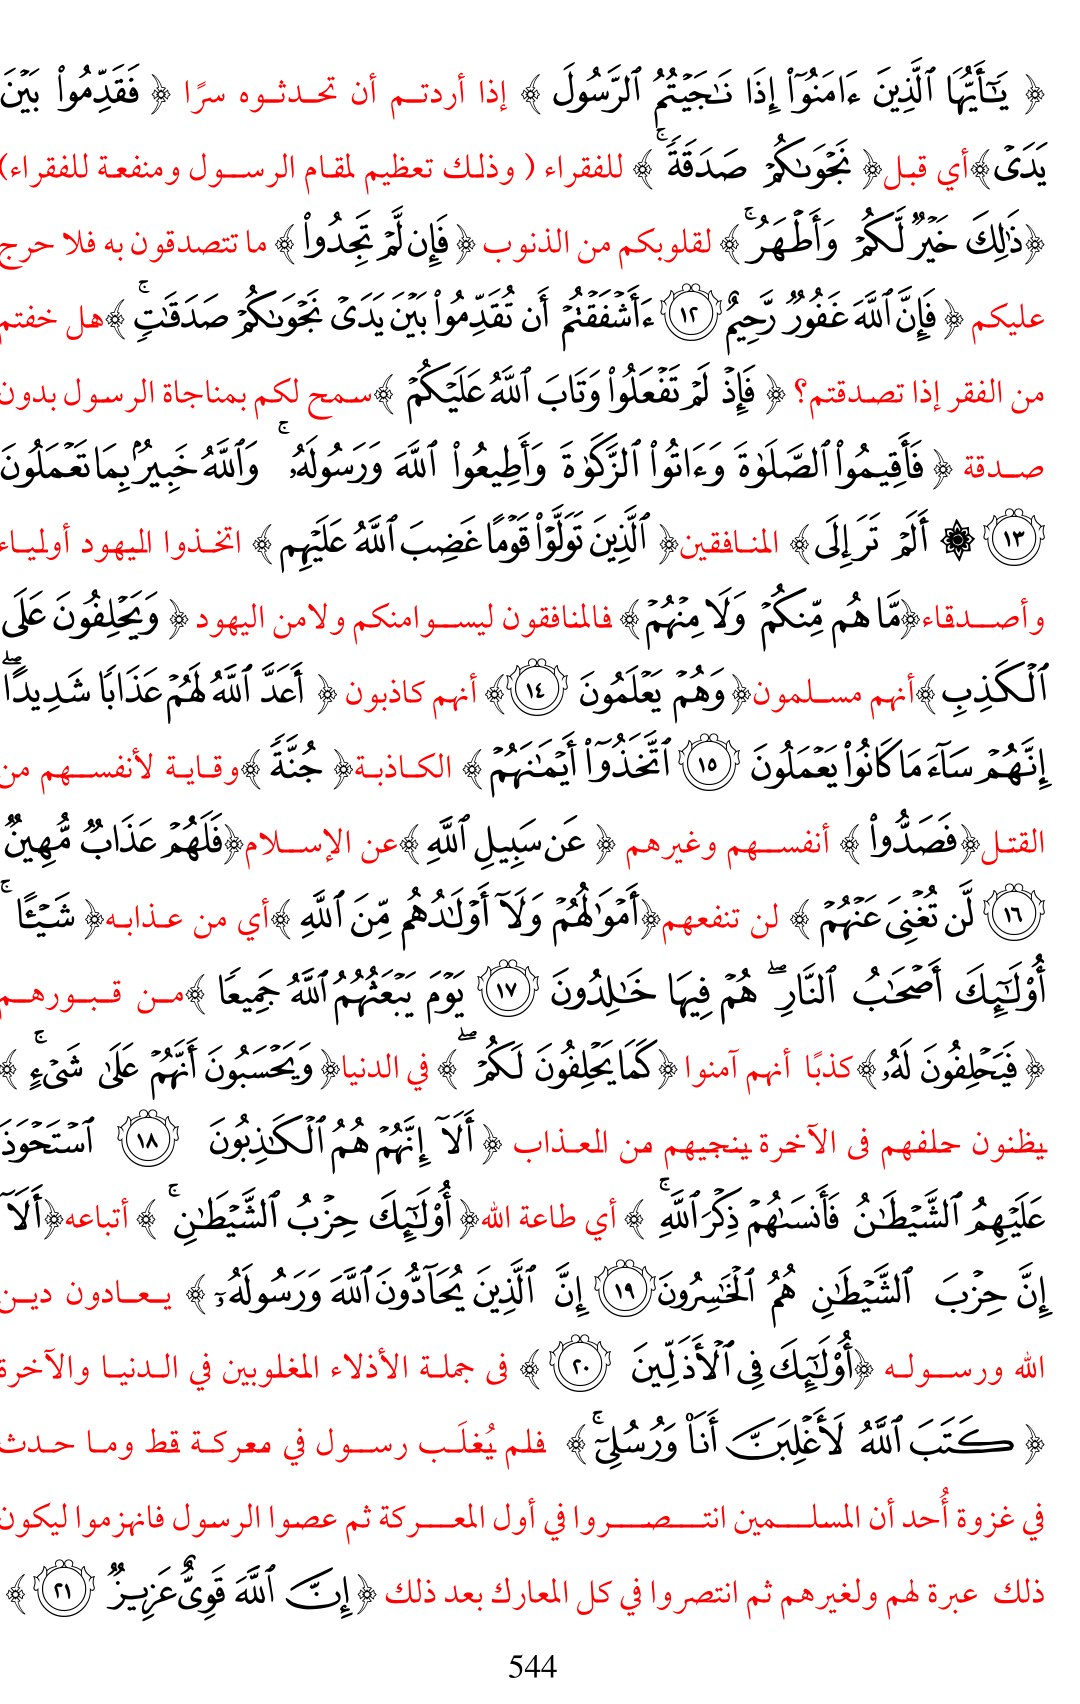 ﴿ يَٰٓأَيُّهَا ٱلَّذِينَ ءَامَنُوٓا۟ إِذَا نَٰجَيْتُمُ ٱلرَّسُولَ ﴾ إذا أردتم أن تحدثوه سرًا ﴿ فَقَدِّمُوا۟ بَيْنَ
يَدَىْ ﴾ أي قبل ﴿ نَجْوَىٰكُمْ صَدَقَةً ۚ ﴾ للفقراء ( وذلك تعظيم لمقام الرسول ومنفعة للفقراء)
﴿ ذَٰلِكَ خَيْرٌ لَّكُمْ وَأَطْهَرُ ۚ ﴾ لقلوبكم من الذنوب ﴿ فَإِن لَّمْ تَجِدُوا۟ ﴾ ما تتصدقون به فلا حرج
عليكم ﴿ فَإِنَّ ٱللَّهَ غَفُورٌ رَّحِيمٌ ١٢ ءَأَشْفَقْتُمْ أَن تُقَدِّمُوا۟ بَيْنَ يَدَىْ نَجْوَىٰكُمْ صَدَقَٰتٍ ۚ ﴾ هل خفتم
من الفقر إذا تصدقتم؟ ﴿ فَإِذْ لَمْ تَفْعَلُوا۟ وَتَابَ ٱللَّهُ عَلَيْكُمْ ﴾ سمح لكم بمناجاة الرسول بدون
صدقة ﴿ فَأَقِيمُوا۟ ٱلصَّلَوٰةَ وَءَاتُوا۟ ٱلزَّكَوٰةَ وَأَطِيعُوا۟ ٱللَّهَ وَرَسُولَهُۥ ۚ وَٱللَّهُ خَبِيرٌۢ بِمَا تَعْمَلُونَ
١٣ ۞ أَلَمْ تَرَ إِلَى ﴾ المنافقين ﴿ ٱلَّذِينَ تَوَلَّوْا۟ قَوْمًا غَضِبَ ٱللَّهُ عَلَيْهِم ﴾ اتخذوا اليهود أولياء
وأصدقاء ﴿ مَّا هُم مِّنكُمْ وَلَا مِنْهُمْ ﴾ فالمنافقون ليسوامنكم ولامن اليهود ﴿ وَيَحْلِفُونَ عَلَى
ٱلْكَذِبِ ﴾ أنهم مسلمون ﴿ وَهُمْ يَعْلَمُونَ ١٤ ﴾ أنهم كاذبون ﴿ أَعَدَّ ٱللَّهُ لَهُمْ عَذَابًا شَدِيدًا ۖ
إِنَّهُمْ سَآءَ مَا كَانُوا۟ يَعْمَلُونَ ١٥ ٱتَّخَذُوٓا۟ أَيْمَٰنَهُمْ ﴾ الكاذبة ﴿ جُنَّةً ﴾ وقاية لأنفسهم من
القتل ﴿ فَصَدُّوا۟ ﴾ أنفسهم وغيرهم ﴿ عَن سَبِيلِ ٱللَّهِ ﴾ عن الإسلام ﴿ فَلَهُمْ عَذَابٌ مُّهِينٌ
١٦ لَّن تُغْنِىَ عَنْهُمْ ﴾ لن تنفعهم ﴿ أَمْوَٰلُهُمْ وَلَآ أَوْلَٰدُهُم مِّنَ ٱللَّهِ ﴾ أي من عذابه ﴿ شَيْـًٔا ۚ
أُو۟لَٰٓئِكَ أَصْحَٰبُ ٱلنَّارِ ۖ هُمْ فِيهَا خَٰلِدُونَ ١٧ يَوْمَ يَبْعَثُهُمُ ٱللَّهُ جَمِيعًا ﴾ من قبورهم
﴿ فَيَحْلِفُونَ لَهُۥ ﴾ كذبًا أنهم آمنوا ﴿ كَمَا يَحْلِفُونَ لَكُمْ ۖ ﴾ في الدنيا ﴿ وَيَحْسَبُونَ أَنَّهُمْ عَلَىٰ شَىْءٍ ۚ ﴾
يظنون حلفهم فى الآخرة ينجيهم من العذاب ﴿ أَلَآ إِنَّهُمْ هُمُ ٱلْكَٰذِبُونَ ١٨ ٱسْتَحْوَذَ
عَلَيْهِمُ ٱلشَّيْطَٰنُ فَأَنسَىٰهُمْ ذِكْرَ ٱللَّهِ ۚ ﴾ أي طاعة الله ﴿ أُو۟لَٰٓئِكَ حِزْبُ ٱلشَّيْطَٰنِ ۚ ﴾ أتباعه ﴿ أَلَآ
إِنَّ حِزْبَ ٱلشَّيْطَٰنِ هُمُ ٱلْخَٰسِرُونَ ١٩ إِنَّ ٱلَّذِينَ يُحَآدُّونَ ٱللَّهَ وَرَسُولَهُۥٓ ﴾ يعادون دين
الله ورسوله ﴿ أُو۟لَٰٓئِكَ فِى ٱلْأَذَلِّينَ ٢٠ ﴾ فى جملة الأذلاء المغلوبين في الدنيا والآخرة
﴿ كَتَبَ ٱللَّهُ لَأَغْلِبَنَّ أَنَا۠ وَرُسُلِىٓ ۚ ﴾ فلم يُغلَب رسول في معركة قط وما حدث
في غزوة أُحد أن المسلمين انتصروا في أول المعركة ثم عصوا الرسول فانهزموا ليكون
ذلك عبرة لهم ولغيرهم ثم انتصروا في كل المعارك بعد ذلك ﴿ إِنَّ ٱللَّهَ قَوِىٌّ عَزِيزٌ ٢١ ﴾
544